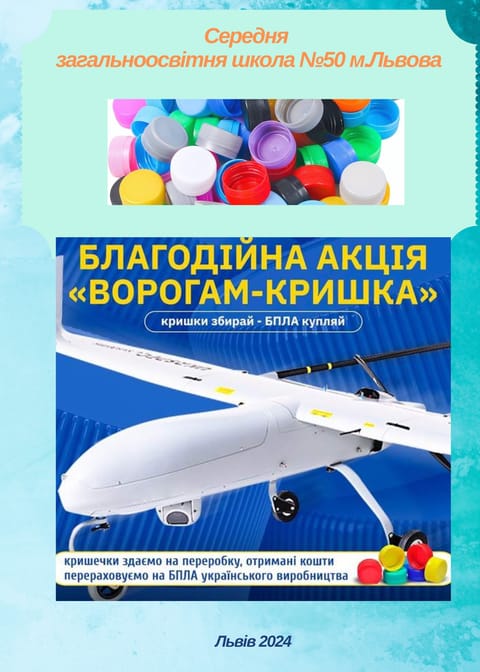 Середня
загальноосвітня школа №50 м.Львова
БЛАГОДІЙНА АКЦІЯ
«ВОРОГАМ-КРИШКА»
кришки збирай - БПЛА купляй
кришечки здаємо на переробку, отримані кошти
перераховуємо на БПЛА українського виробництва
Львів 2024